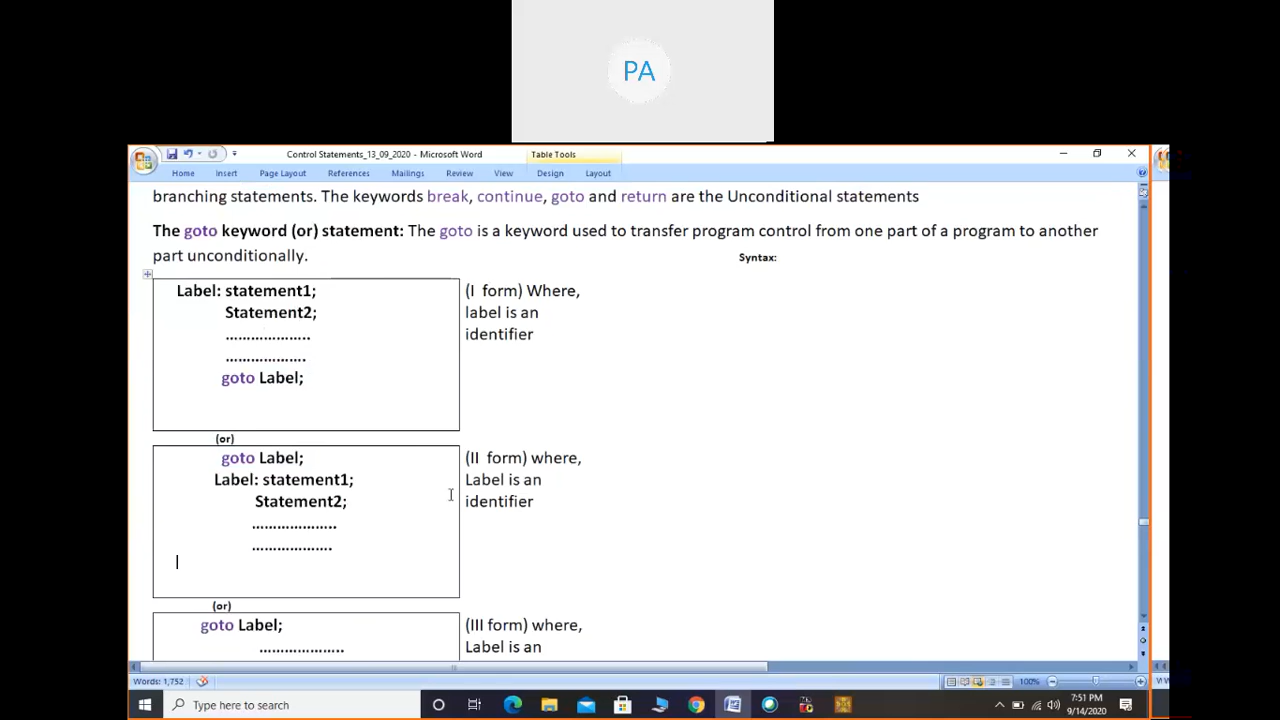 PA
Control Statements_13_09_2020 - Microsoft Word
Table Tools
Home Insert Page Layout References Mailings Review View Design Layout
branching statements. The keywords break, continue, goto and return are the Unconditional statements
The goto keyword (or) statement: The goto is a keyword used to transfer program control from one part of a program to another
part unconditionally.
Syntax:
Label: statement1;
Statement2;
………………..
……………….
goto Label;
(I form) Where,
label is an
identifier
(or)
goto Label;
Label: statement1;
Statement2;
………………..
……………….
(II form) where,
Label is an
identifier
(or)
goto Label;
………………..
(III form) where,
Label is an
Words: 1,752
100%
Type here to search
7:51 PM
9/14/2020